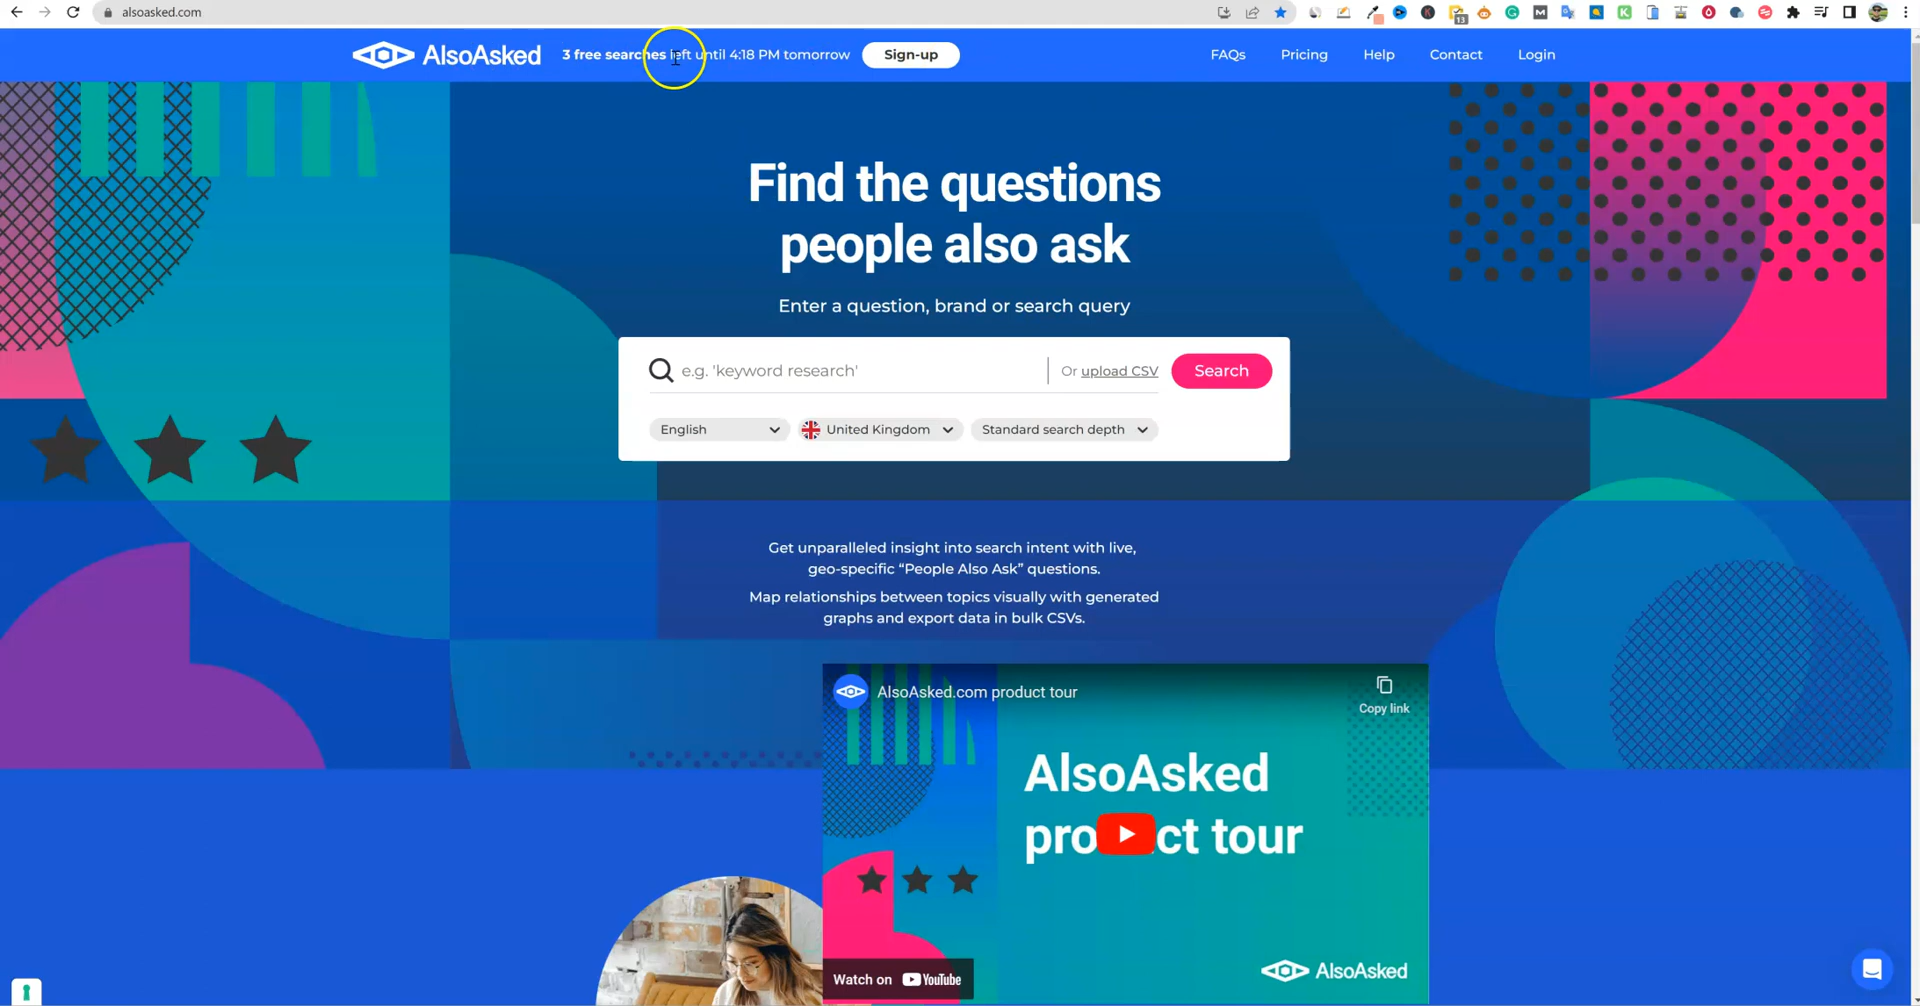 alsoasked.com
13
AlsoAsked
3 free searches left until 4:18 PM tomorrow
Sign-up
FAQs
Pricing
Help
Contact
Login
Find the questions
people also ask
Enter a question, brand or search query
e.g. 'keyword research'
Or upload CSV
Search
English
United Kingdom
Standard search depth
Get unparalleled insight into search intent with live,
geo-specific “People Also Ask” questions.
Map relationships between topics visually with generated
graphs and export data in bulk CSVs.
AlsoAsked.com product tour
Copy link
AlsoAsked
product tour
Watch on YouTube
AlsoAsked